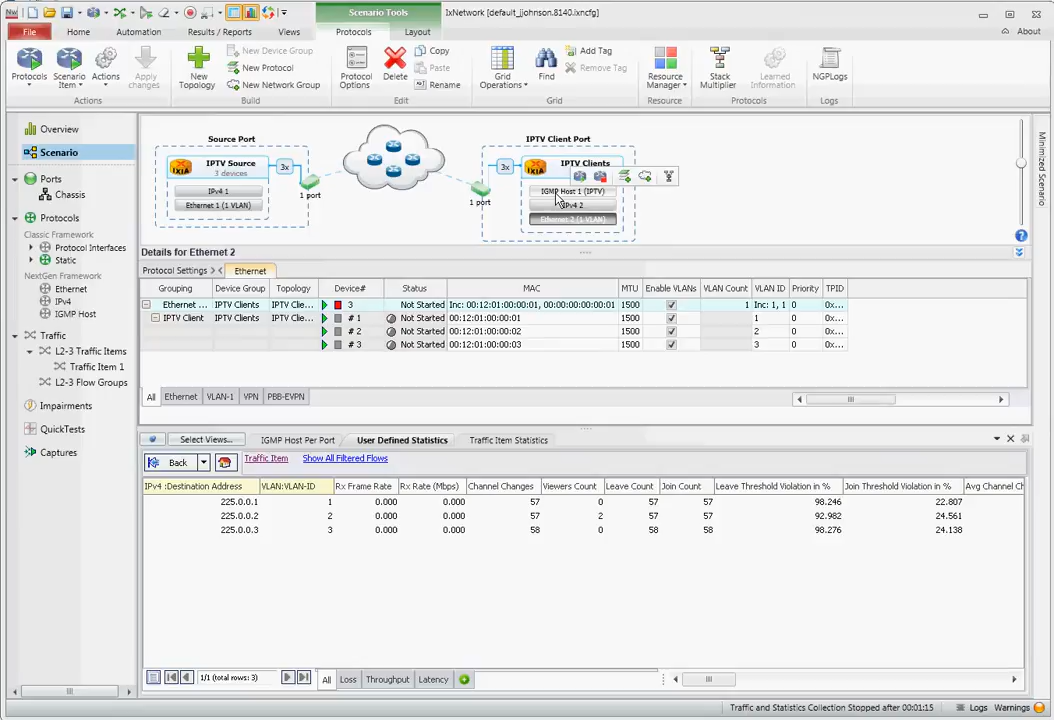 Scenario Tools
IxNetwork [default_jjohnson.8140.ixncfg]
File Home Automation Results / Reports Views Protocols Layout About
Protocols Scenario Item Actions Apply changes New Topology New Device Group New Protocol New Network Group Protocol Options Delete Copy Paste Rename Grid Operations Find Add Tag Remove Tag Resource Manager Stack Multiplier Learned Information NGPLogs
Actions Build Edit Grid Resource Protocols Logs
Overview
Scenario
Ports
Chassis
Protocols
Classic Framework
Protocol Interfaces
Static
NextGen Framework
Ethernet
IPv4
IGMP Host
Traffic
L2-3 Traffic Items
Traffic Item 1
L2-3 Flow Groups
Impairments
QuickTests
Captures
Source Port IPTV Client Port
IPTV Source 3x 3x IPTV Clients
3 devices
IPv4 1 1 port 1 port IGMP Host 1 (IPTV)
Ethernet 1 (1 VLAN) IPv4 2
Ethernet 2 (1 VLAN)
Minimized Scenario
Details for Ethernet 2
Protocol Settings Ethernet
Grouping Device Group Topology Device# Status MAC MTU Enable VLANs VLAN Count VLAN ID Priority TPID
Ethernet ... IPTV Clients IPTV Clie... 3 Not Started Inc: 00:12:01:00:00:01, 00:00:00:00:00:01 1500 1 Inc: 1, 1 0 0x...
IPTV Client IPTV Clients IPTV Clie... # 1 Not Started 00:12:01:00:00:01 1500 1 0 0x...
# 2 Not Started 00:12:01:00:00:02 1500 2 0 0x...
# 3 Not Started 00:12:01:00:00:03 1500 3 0 0x...
All Ethernet VLAN-1 VPN PBB-EVPN
Select Views... IGMP Host Per Port User Defined Statistics Traffic Item Statistics
Back Traffic Item Show All Filtered Flows
IPv4 :Destination Address VLAN:VLAN-ID Rx Frame Rate Rx Rate (Mbps) Channel Changes Viewers Count Leave Count Join Count Leave Threshold Violation in % Join Threshold Violation in % Avg Channel Ch
225.0.0.1 1 0.000 0.000 57 0 57 57 98.246 22.807
225.0.0.2 2 0.000 0.000 57 2 57 57 92.982 24.561
225.0.0.3 3 0.000 0.000 58 0 58 58 98.276 24.138
1/1 (total rows: 3) All Loss Throughput Latency
Traffic and Statistics Collection Stopped after 00:01:15 Logs Warnings